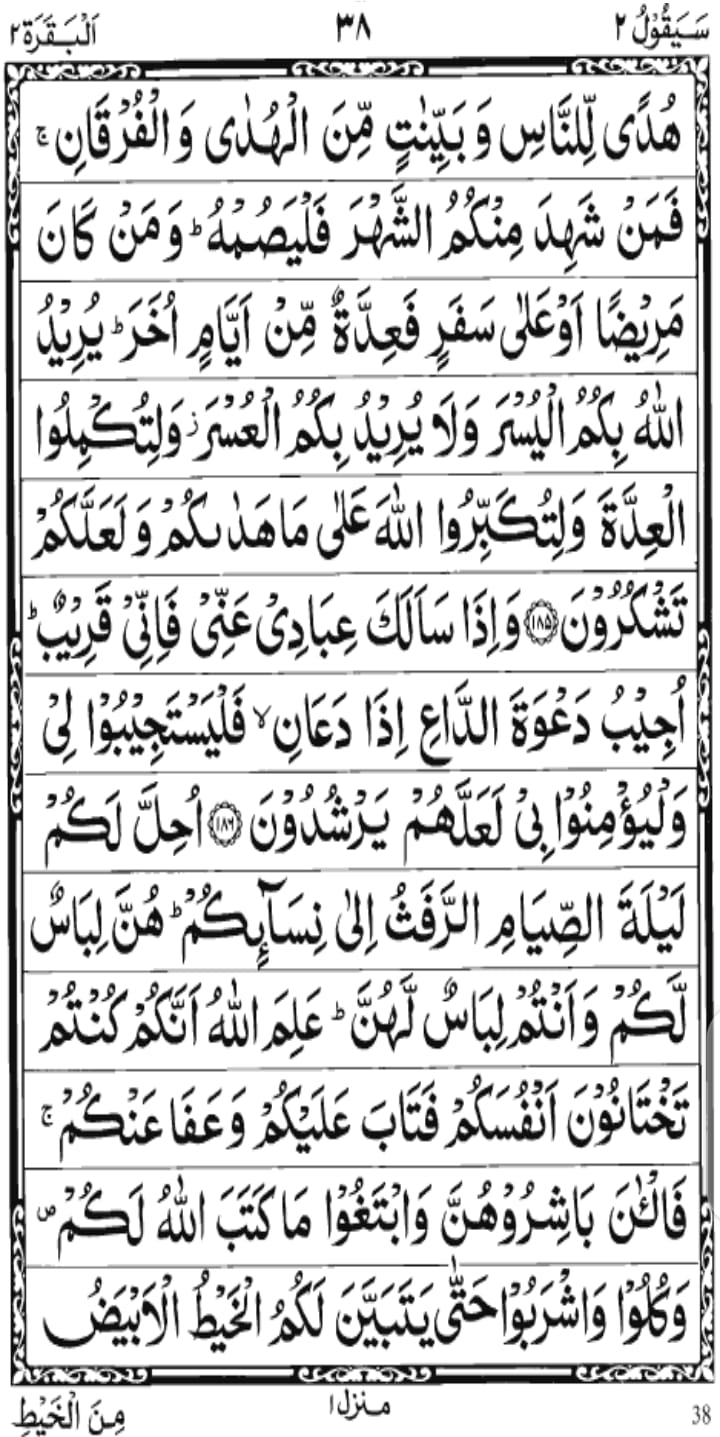 سَيَقُوْلُ ٢ ٣٨ اَلْبَقَرَة ٢
هُدًى لِّلنَّاسِ وَ بَيِّنٰتٍ مِّنَ الْهُدٰى وَ الْفُرْقَانِ ۚ
فَمَنْ شَهِدَ مِنْكُمُ الشَّهْرَ فَلْيَصُمْهُ ؕ وَ مَنْ كَانَ
مَرِيْضًا اَوْ عَلٰى سَفَرٍ فَعِدَّةٌ مِّنْ اَيَّامٍ اُخَرَ ؕ يُرِيْدُ
اللّٰهُ بِكُمُ الْيُسْرَ وَلَا يُرِيْدُ بِكُمُ الْعُسْرَ ؗ وَلِتُكْمِلُوا
الْعِدَّةَ وَلِتُكَبِّرُوا اللّٰهَ عَلٰى مَا هَدٰىكُمْ وَ لَعَلَّكُمْ
تَشْكُرُوْنَ ﴿١٨٥﴾ وَ اِذَا سَاَلَكَ عِبَادِيْ عَنِّيْ فَاِنِّيْ قَرِيْبٌ ؕ
اُجِيْبُ دَعْوَةَ الدَّاعِ اِذَا دَعَانِ ۙ فَلْيَسْتَجِيْبُوْا لِيْ
وَلْيُؤْمِنُوْا بِيْ لَعَلَّهُمْ يَرْشُدُوْنَ ﴿١٨٦﴾ اُحِلَّ لَكُمْ
لَيْلَةَ الصِّيَامِ الرَّفَثُ اِلٰى نِسَآىِٕكُمْ ؕ هُنَّ لِبَاسٌ
لَّكُمْ وَ اَنْتُمْ لِبَاسٌ لَّهُنَّ ؕ عَلِمَ اللّٰهُ اَنَّكُمْ كُنْتُمْ
تَخْتَانُوْنَ اَنْفُسَكُمْ فَتَابَ عَلَيْكُمْ وَ عَفَا عَنْكُمْ ۚ
فَالْـٰٔنَ بَاشِرُوْهُنَّ وَ ابْتَغُوْا مَا كَتَبَ اللّٰهُ لَكُمْ ۪
وَ كُلُوْا وَ اشْرَبُوْا حَتّٰى يَتَبَيَّنَ لَكُمُ الْخَيْطُ الْاَبْيَضُ
38 منزل ١ مِنَ الْخَيْطِ